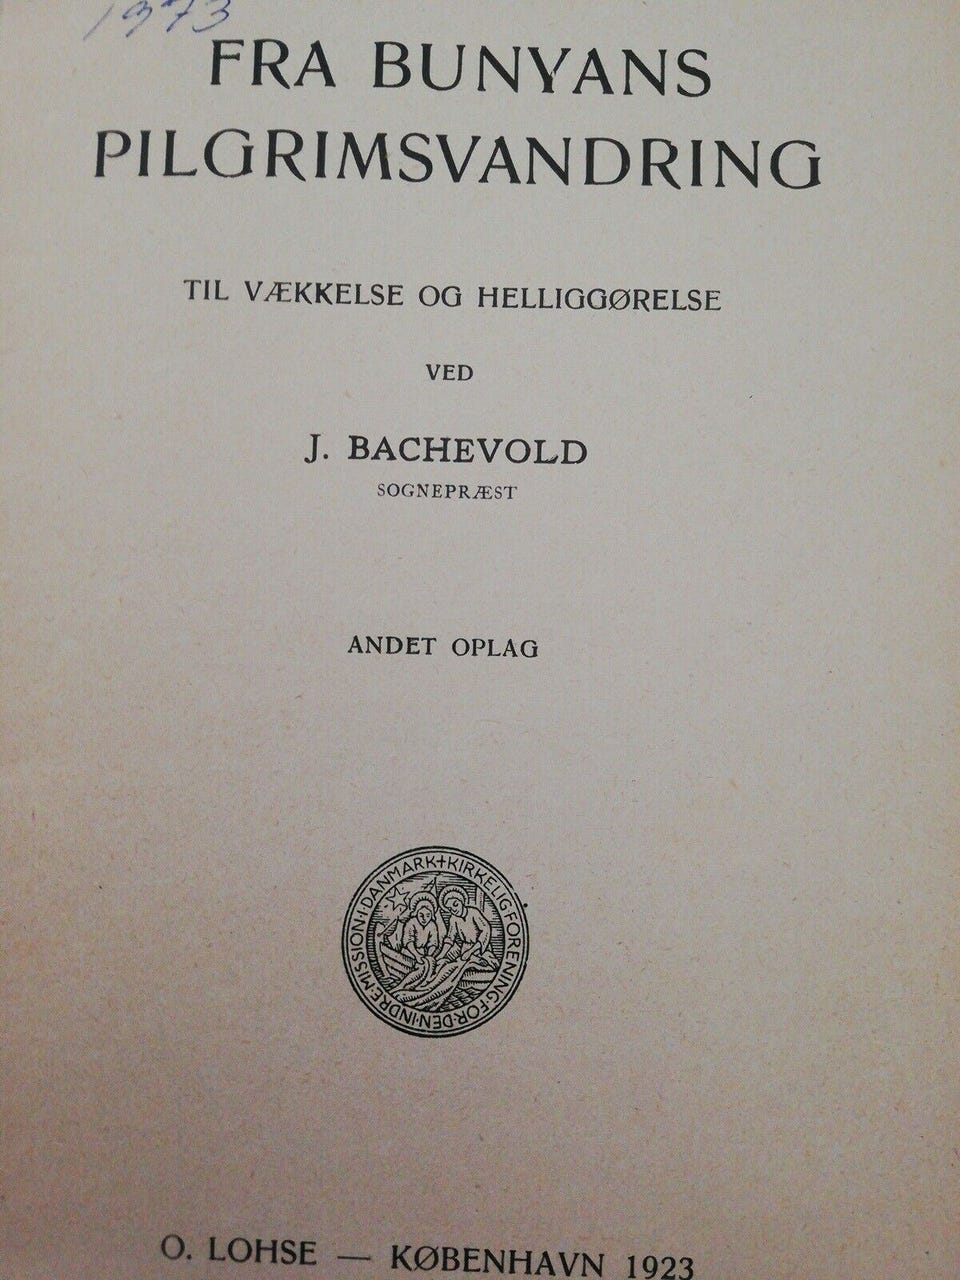 1973
FRA BUNYANS
PILGRIMSVANDRING
TIL VÆKKELSE OG HELLIGGØRELSE
VED
J. BACHEVOLD
SOGNEPRÆST
ANDET OPLAG
KIRKELIG·FORENING·FOR·DEN·INDRE·MISSION·I·DANMARK
O. LOHSE — KØBENHAVN 1923